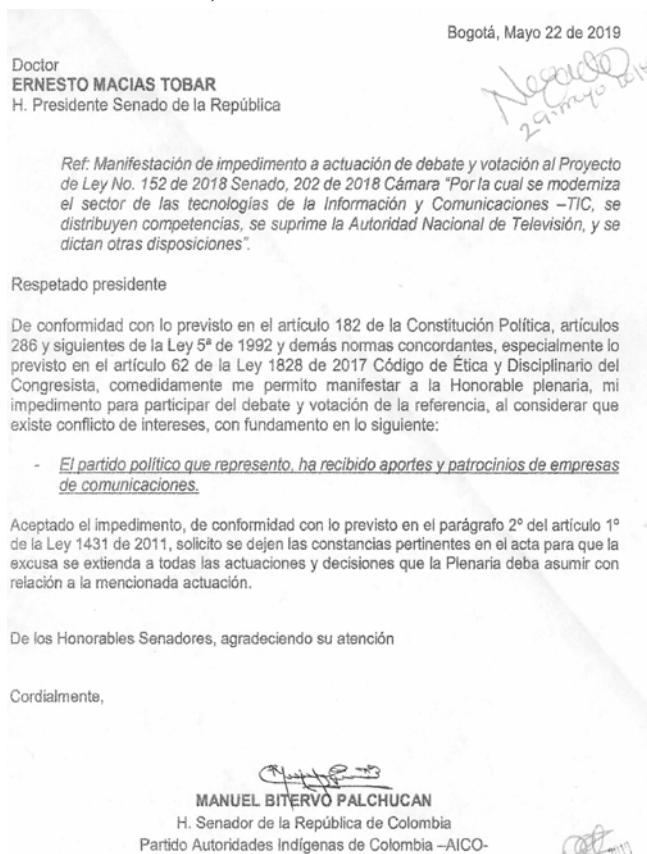 Bogotá, Mayo 22 de 2019
Doctor
ERNESTO MACIAS TOBAR
H. Presidente Senado de la República
Negado
29 mayo
Ref: Manifestación de impedimento a actuación de debate y votación al Proyecto
de Ley No. 152 de 2018 Senado, 202 de 2018 Cámara "Por la cual se moderniza
el sector de las tecnologías de la Información y Comunicaciones –TIC, se
distribuyen competencias, se suprime la Autoridad Nacional de Televisión, y se
dictan otras disposiciones".
Respetado presidente
De conformidad con lo previsto en el artículo 182 de la Constitución Política, artículos
286 y siguientes de la Ley 5ª de 1992 y demás normas concordantes, especialmente lo
previsto en el artículo 62 de la Ley 1828 de 2017 Código de Ética y Disciplinario del
Congresista, comedidamente me permito manifestar a la Honorable plenaria, mi
impedimento para participar del debate y votación de la referencia, al considerar que
existe conflicto de intereses, con fundamento en lo siguiente:
- El partido político que represento, ha recibido aportes y patrocinios de empresas
de comunicaciones.
Aceptado el impedimento, de conformidad con lo previsto en el parágrafo 2º del artículo 1º
de la Ley 1431 de 2011, solicito se dejen las constancias pertinentes en el acta para que la
excusa se extienda a todas las actuaciones y decisiones que la Plenaria deba asumir con
relación a la mencionada actuación.
De los Honorables Senadores, agradeciendo su atención
Cordialmente,
MANUEL BITERVO PALCHUCAN
H. Senador de la República de Colombia
Partido Autoridades Indígenas de Colombia –AICO-